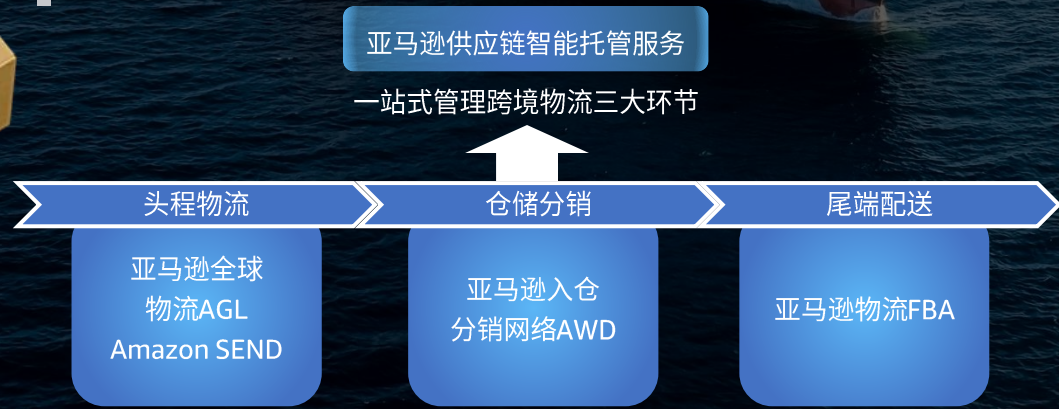 亚马逊供应链智能托管服务
一站式管理跨境物流三大环节
头程物流
仓储分销
尾端配送
亚马逊全球
物流AGL
Amazon SEND
亚马逊入仓
分销网络AWD
亚马逊物流FBA